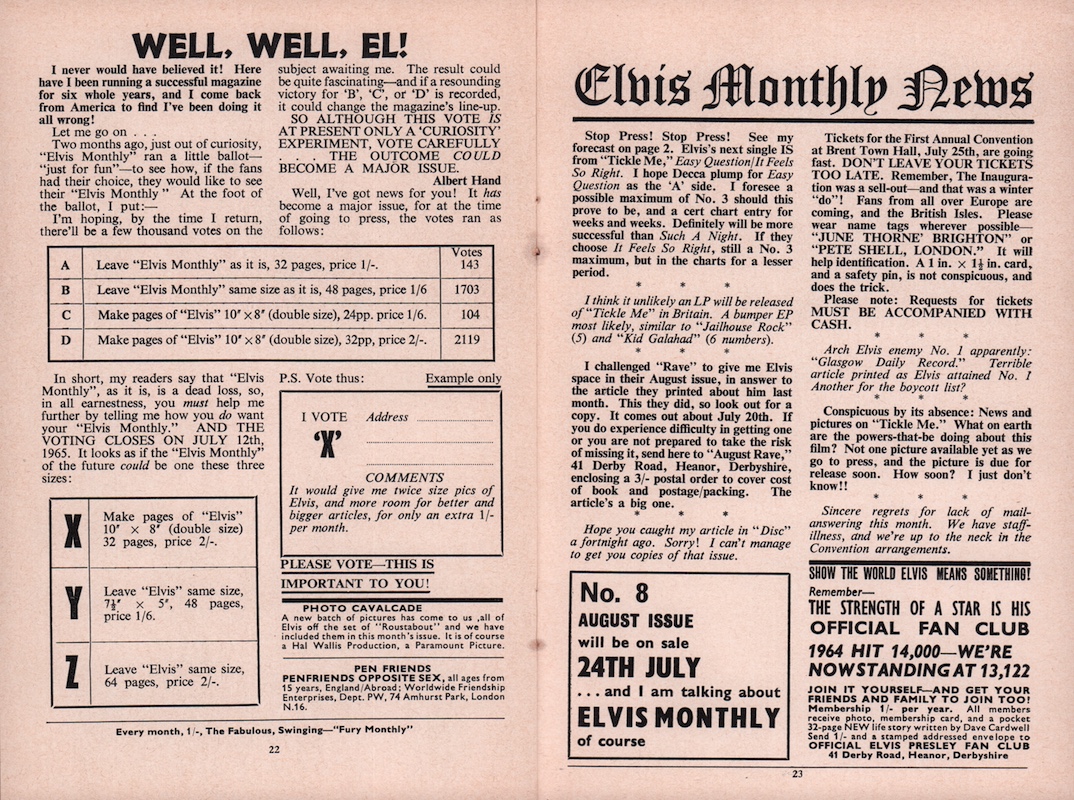 WELL, WELL, EL!
I never would have believed it! Here
have I been running a successful magazine
for six whole years, and I come back
from America to find I've been doing it
all wrong!
Let me go on . . .
Two months ago, just out of curiosity,
"Elvis Monthly" ran a little ballot—
"just for fun"—to see how, if the fans
had their choice, they would like to see
their "Elvis Monthly " At the foot of
the ballot, I put:—
I'm hoping, by the time I return,
there'll be a few thousand votes on the
subject awaiting me. The result could
be quite fascinating—and if a resounding
victory for 'B', 'C', or 'D' is recorded,
it could change the magazine's line-up.
SO ALTHOUGH THIS VOTE IS
AT PRESENT ONLY A 'CURIOSITY'
EXPERIMENT, VOTE CAREFULLY
. . . THE OUTCOME COULD
BECOME A MAJOR ISSUE.
Albert Hand
Well, I've got news for you! It has
become a major issue, for at the time
of going to press, the votes ran as
follows:
Votes
A Leave "Elvis Monthly" as it is, 32 pages, price 1/-. 143
B Leave "Elvis Monthly" same size as it is, 48 pages, price 1/6 1703
C Make pages of "Elvis" 10″ × 8″ (double size), 24pp. price 1/6. 104
D Make pages of "Elvis" 10″ × 8″ (double size), 32pp, price 2/-. 2119
In short, my readers say that "Elvis
Monthly", as it is, is a dead loss, so,
in all earnestness, you must help me
further by telling me how you do want
your "Elvis Monthly." AND THE
VOTING CLOSES ON JULY 12th,
1965. It looks as if the "Elvis Monthly"
of the future could be one these three
sizes:
X Make pages of "Elvis"
10″ × 8″ (double size)
32 pages, price 2/-.
Y Leave "Elvis" same size,
7½″ × 5″, 48 pages,
price 1/6.
Z Leave "Elvis" same size,
64 pages, price 2/-.
P.S. Vote thus: Example only
I VOTE Address
'X'
COMMENTS
It would give me twice size pics of
Elvis, and more room for better and
bigger articles, for only an extra 1/-
per month.
PLEASE VOTE—THIS IS
IMPORTANT TO YOU!
PHOTO CAVALCADE
A new batch of pictures has come to us ,all of
Elvis off the set of "Roustabout" and we have
included them in this month's issue. It is of course
a Hal Wallis Production, a Paramount Picture.
PEN FRIENDS
PENFRIENDS OPPOSITE SEX, all ages from
15 years, England/Abroad; Worldwide Friendship
Enterprises, Dept. PW, 74 Amhurst Park, London
N.16.
Every month, 1/-, The Fabulous, Swinging—"Fury Monthly"
22
Elvis Monthly News
Stop Press! Stop Press! See my
forecast on page 2. Elvis's next single IS
from "Tickle Me," Easy Question/It Feels
So Right. I hope Decca plump for Easy
Question as the 'A' side. I foresee a
possible maximum of No. 3 should this
prove to be, and a cert chart entry for
weeks and weeks. Definitely will be more
successful than Such A Night. If they
choose It Feels So Right, still a No. 3
maximum, but in the charts for a lesser
period.
* * *
I think it unlikely an LP will be released
of "Tickle Me" in Britain. A bumper EP
most likely, similar to "Jailhouse Rock"
(5) and "Kid Galahad" (6 numbers).
* * *
I challenged "Rave" to give me Elvis
space in their August issue, in answer to
the article they printed about him last
month. This they did, so look out for a
copy. It comes out about July 20th. If
you do experience difficulty in getting one
or you are not prepared to take the risk
of missing it, send here to "August Rave,"
41 Derby Road, Heanor, Derbyshire,
enclosing a 3/- postal order to cover cost
of book and postage/packing. The
article's a big one.
* * *
Hope you caught my article in "Disc"
a fortnight ago. Sorry! I can't manage
to get you copies of that issue.
No. 8
AUGUST ISSUE
will be on sale
24TH JULY
...and I am talking about
ELVIS MONTHLY
of course
Tickets for the First Annual Convention
at Brent Town Hall, July 25th, are going
fast. DON'T LEAVE YOUR TICKETS
TOO LATE. Remember, The Inaugura-
tion was a sell-out—and that was a winter
"do"! Fans from all over Europe are
coming, and the British Isles. Please
wear name tags wherever possible—
"JUNE THORNE' BRIGHTON" or
"PETE SHELL, LONDON." It will
help identification. A 1 in. × 1½ in. card,
and a safety pin, is not conspicuous, and
does the trick.
Please note: Requests for tickets
MUST BE ACCOMPANIED WITH
CASH.
* * *
Arch Elvis enemy No. 1 apparently:
"Glasgow Daily Record." Terrible
article printed as Elvis attained No. 1
Another for the boycott list?
* * *
Conspicuous by its absence: News and
pictures on "Tickle Me." What on earth
are the powers-that-be doing about this
film? Not one picture available yet as we
go to press, and the picture is due for
release soon. How soon? I just don't
know!!
* * *
Sincere regrets for lack of mail-
answering this month. We have staff-
illness, and we're up to the neck in the
Convention arrangements.
SHOW THE WORLD ELVIS MEANS SOMETHING!
Remember—
THE STRENGTH OF A STAR IS HIS
OFFICIAL FAN CLUB
1964 HIT 14,000—WE'RE
NOW STANDING AT 13,122
JOIN IT YOURSELF—AND GET YOUR
FRIENDS AND FAMILY TO JOIN TOO!
Membership 1/- per year. All members
receive photo, membership card, and a pocket
32-page NEW life story written by Dave Cardwell
Send 1/- and a stamped addressed envelope to
OFFICIAL ELVIS PRESLEY FAN CLUB
41 Derby Road, Heanor, Derbyshire
23